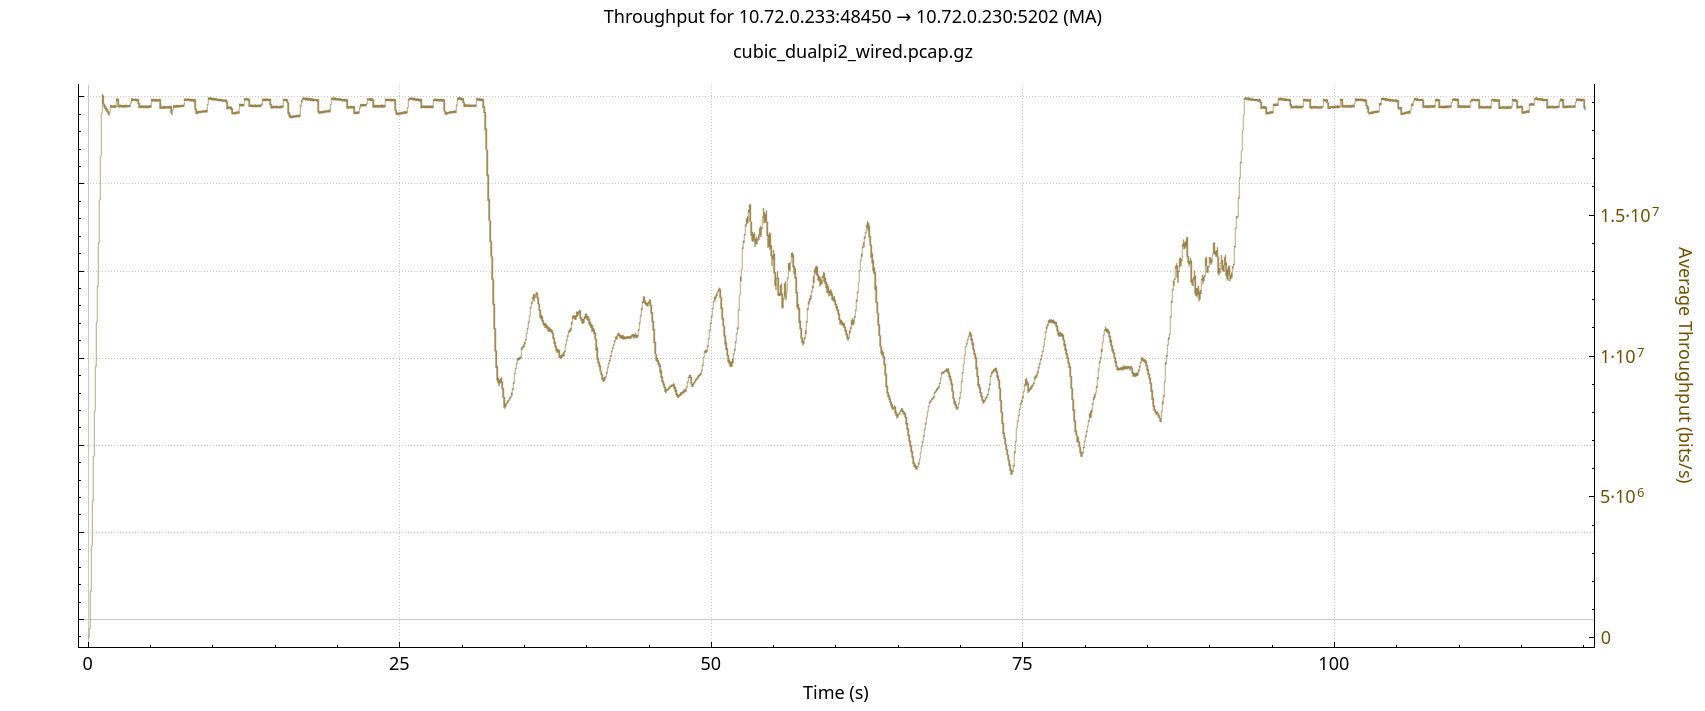 Throughput for 10.72.0.233:48450 → 10.72.0.230:5202 (MA)
cubic_dualpi2_wired.pcap.gz
1.5·10⁷
1·10⁷
5·10⁶
0
Average Throughput (bits/s)
0 25 50 75 100
Time (s)